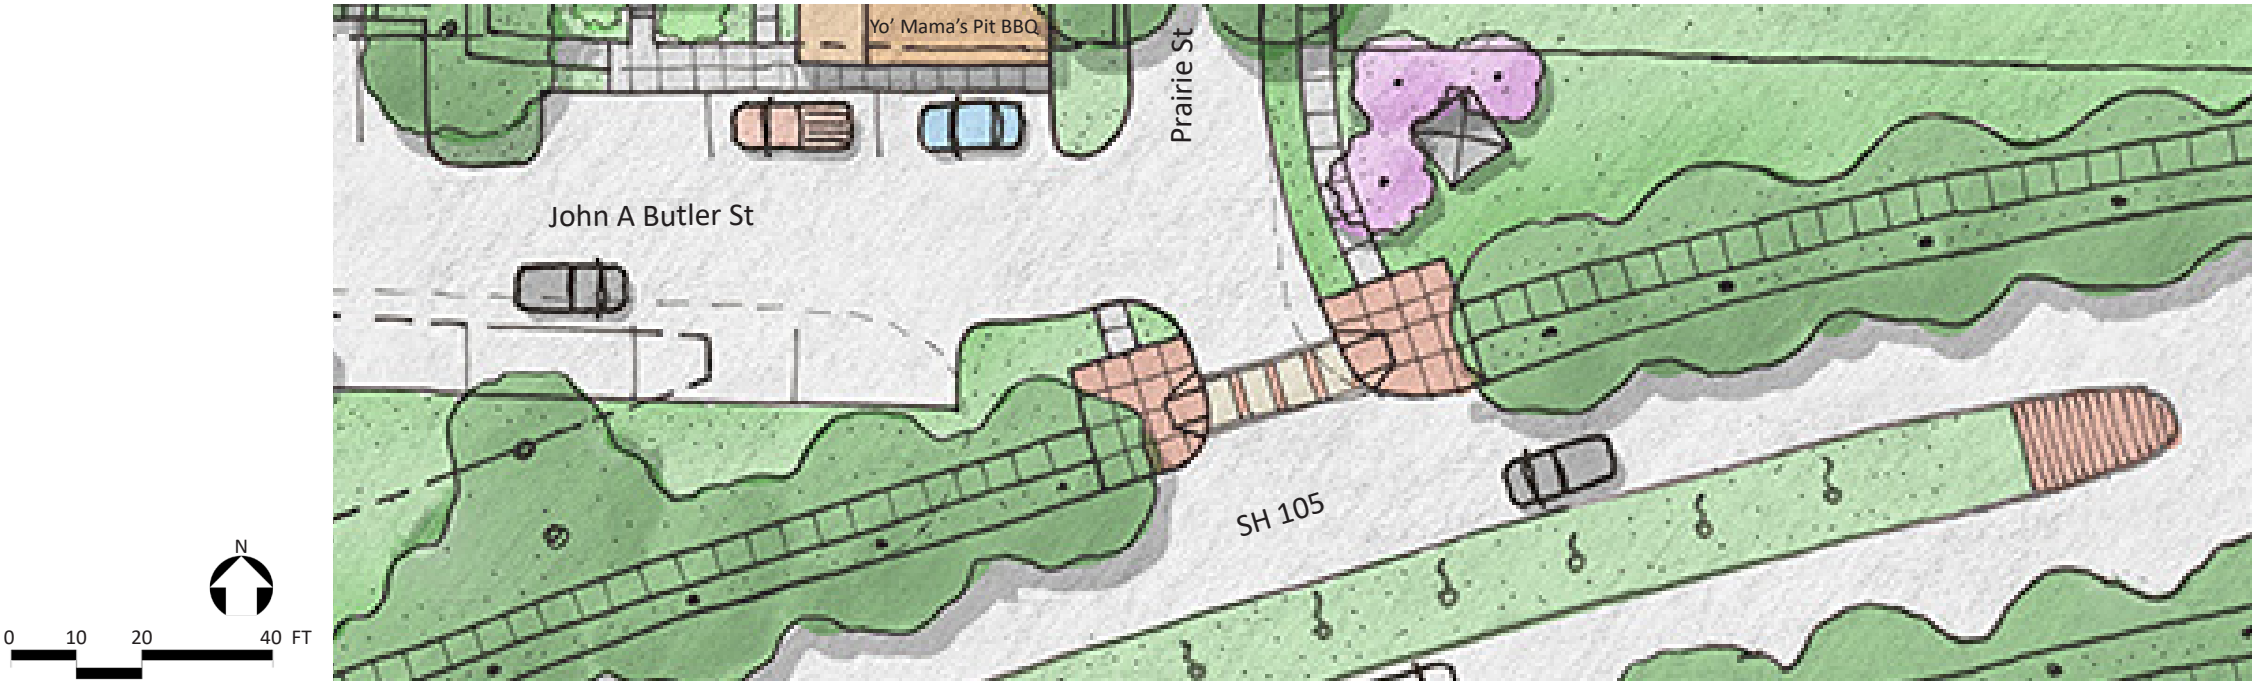 Yo' Mama's Pit BBQ
Prairie St
John A Butler St
SH 105
N
0 10 20 40 FT